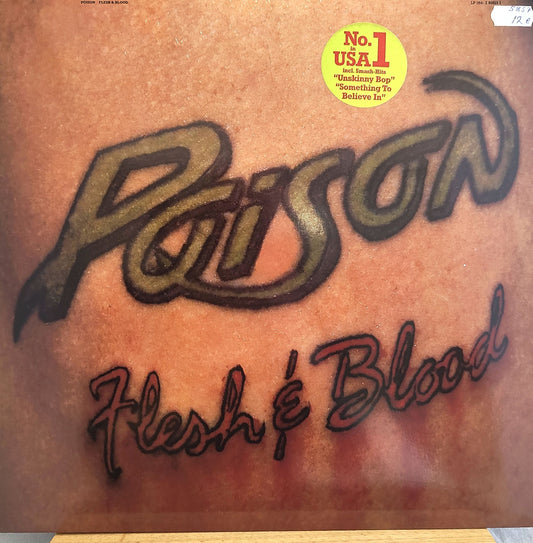 POISON FLESH & BLOOD
No. 1
in
USA
incl. Smash-Hits
"Unskinny Bop"
"Something To
Believe In"
12 €
POISON
Flesh & Blood